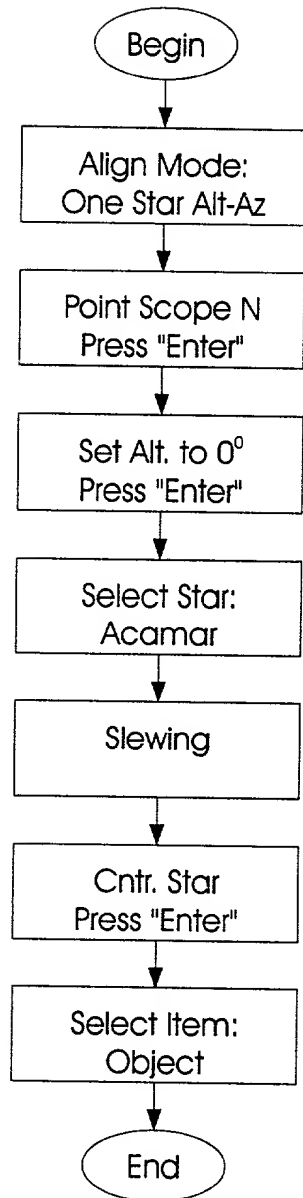 Begin
Align Mode:
One Star Alt-Az
Point Scope N
Press "Enter"
Set Alt. to 0⁰
Press "Enter"
Select Star:
Acamar
Slewing
Cntr. Star
Press "Enter"
Select Item:
Object
End